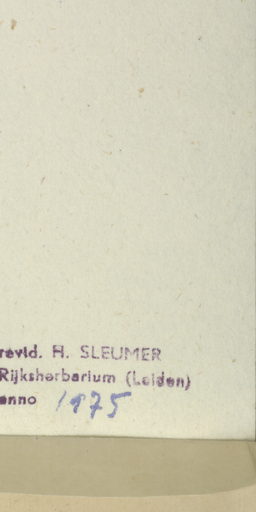 revid. H. SLEUMER
Rijksherbarium (Leiden)
anno 1975